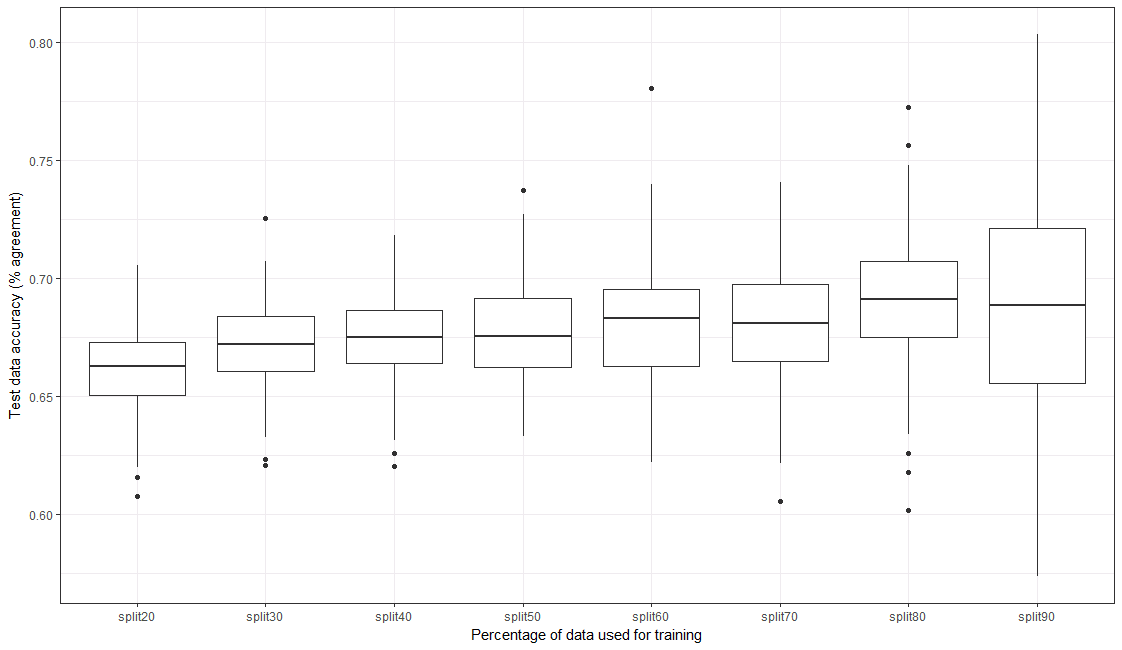 0.80
0.75
0.70
0.65
0.60
Test data accuracy (% agreement)
split20 split30 split40 split50 split60 split70 split80 split90
Percentage of data used for training